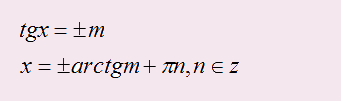 tgx = ±m
x = ±arctgm + πn, n ∈ z